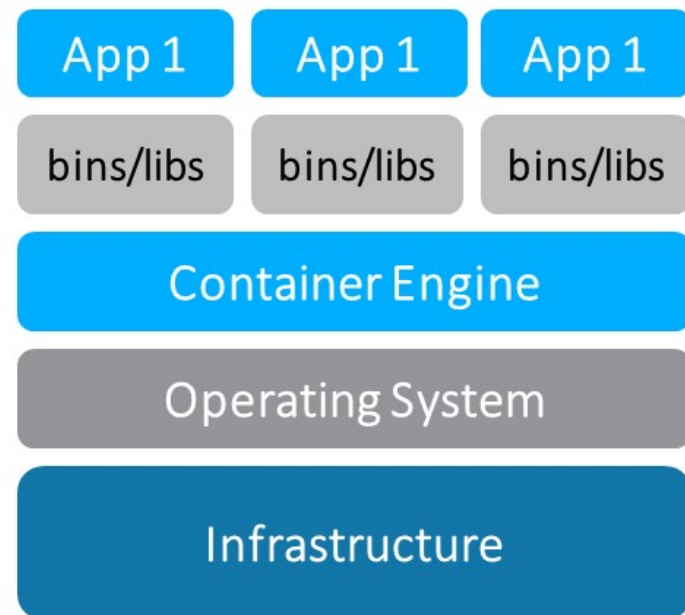 App 1 App 1 App 1
bins/libs bins/libs bins/libs
Container Engine
Operating System
Infrastructure